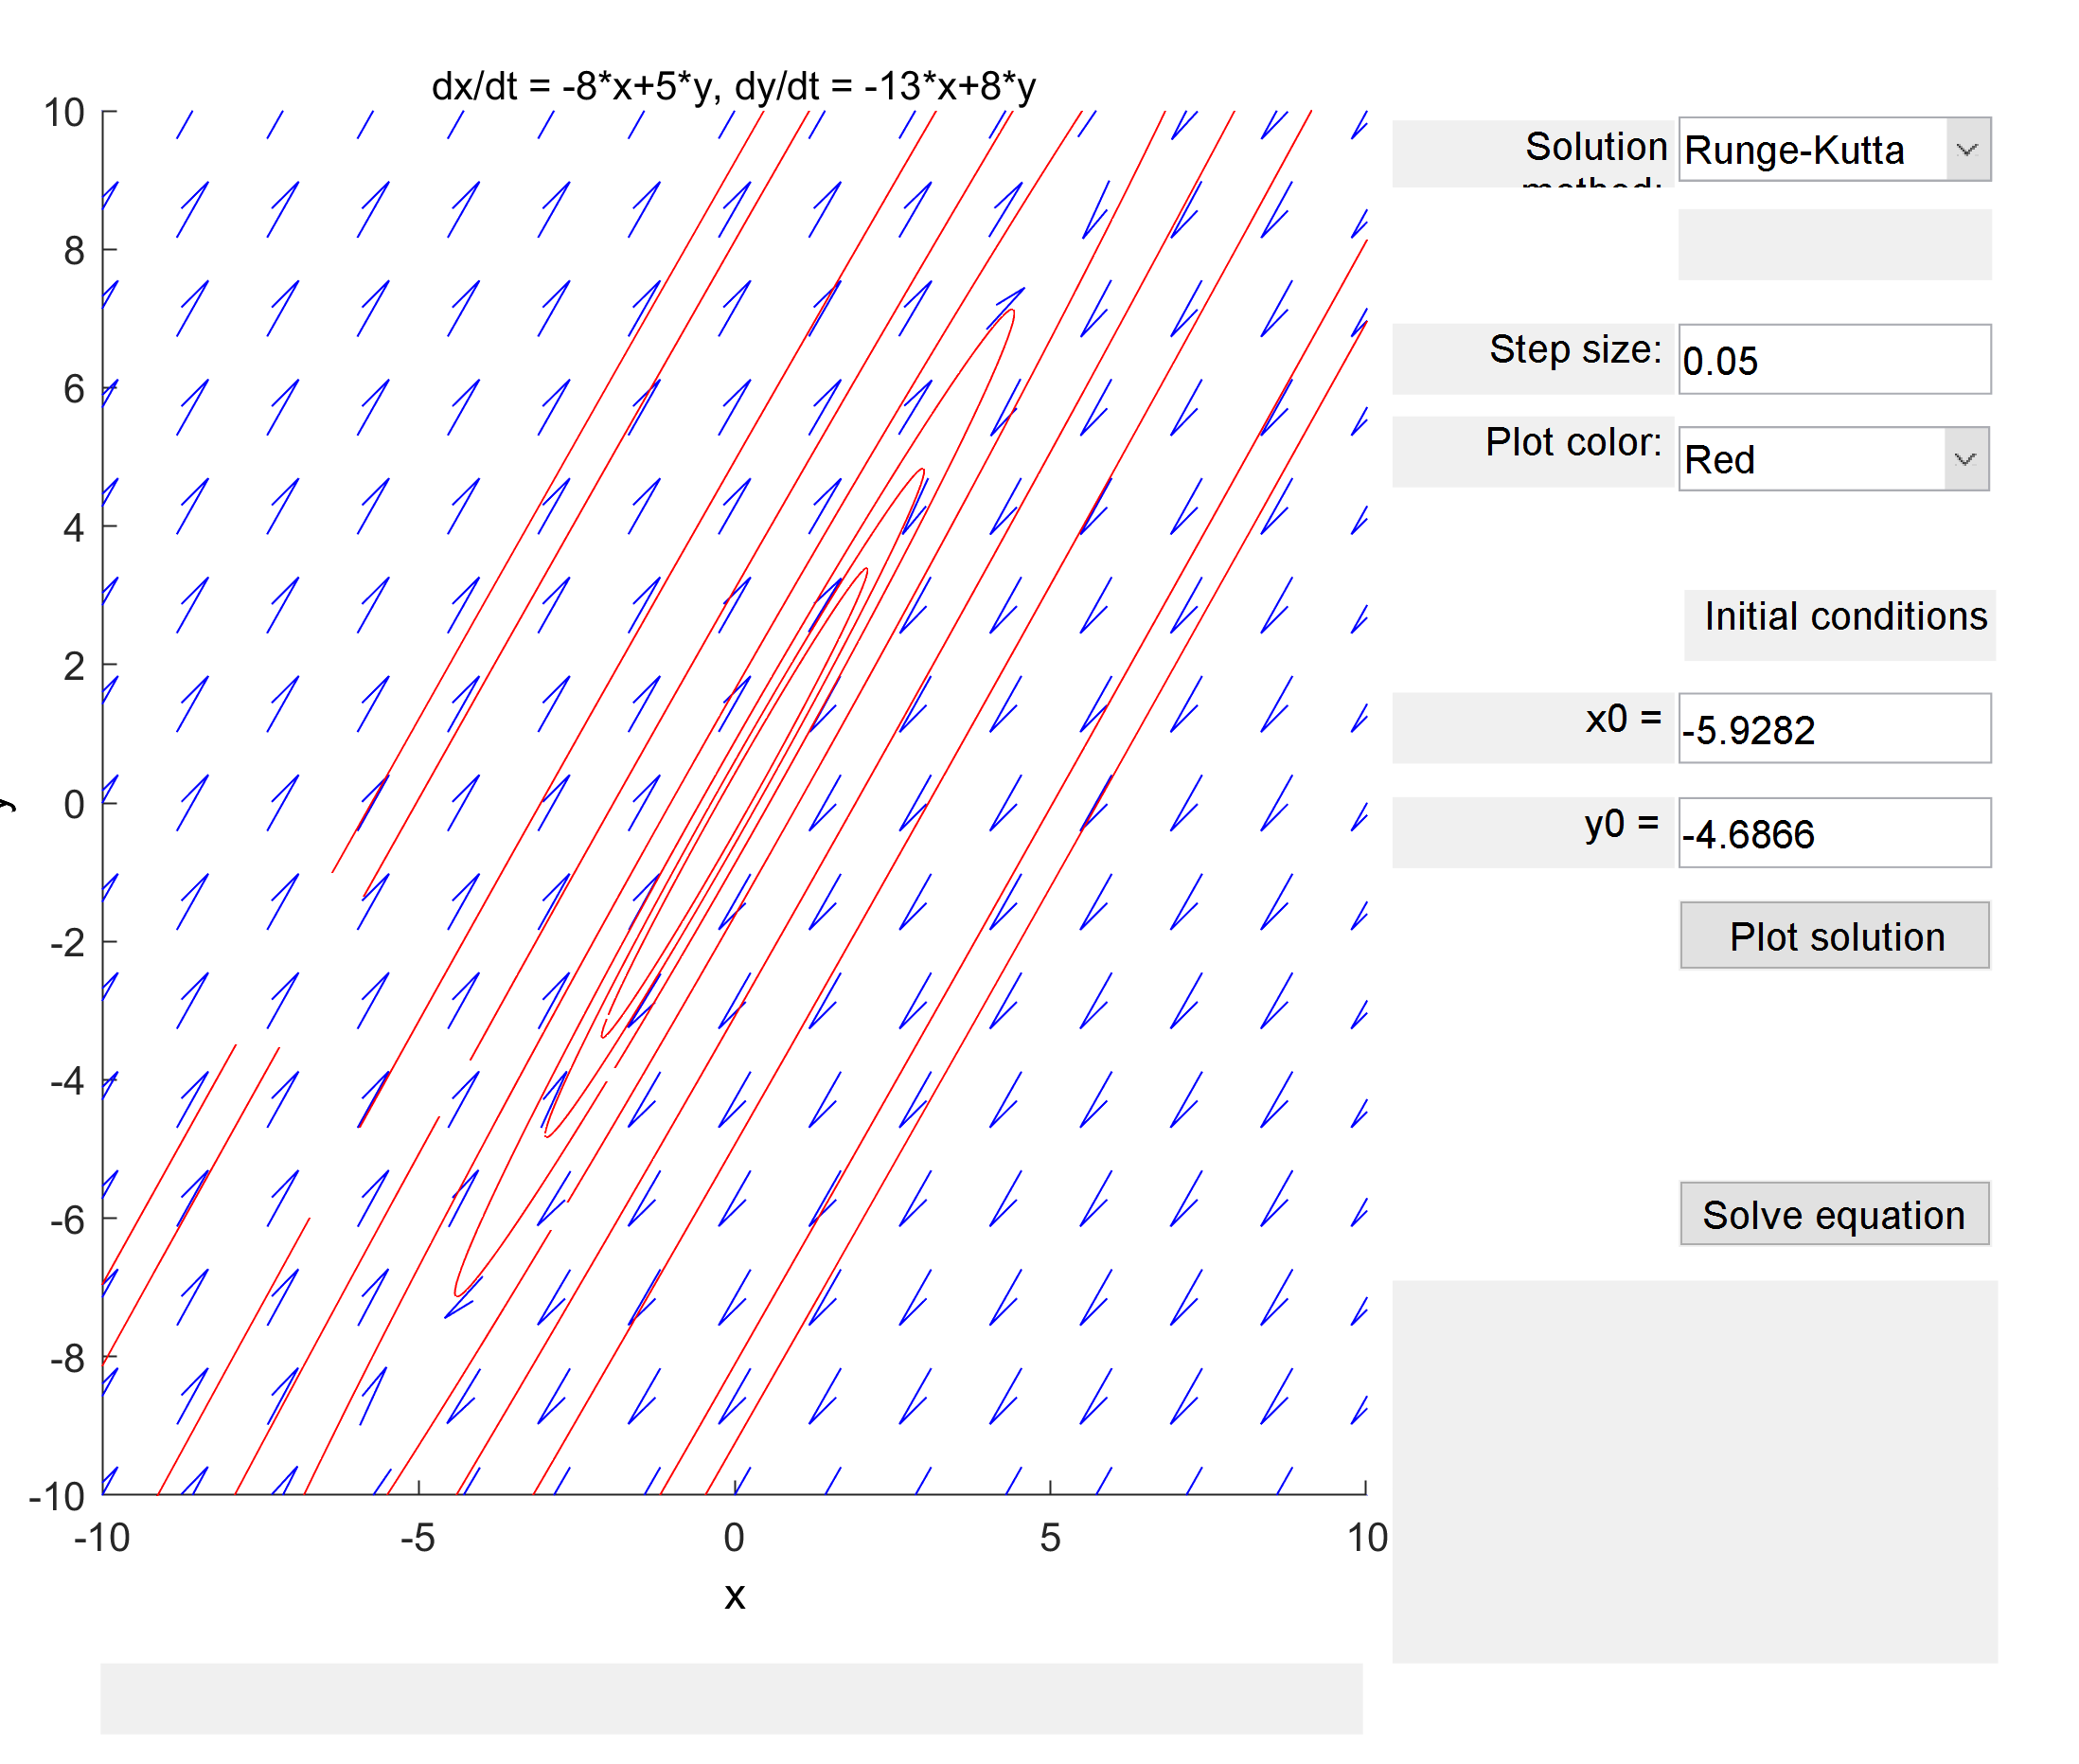 dx/dt = -8*x+5*y, dy/dt = -13*x+8*y
10
8
6
4
2
0
-2
-4
-6
-8
-10
-10
-5
0
5
10
x
y
Solution
method:
Runge-Kutta
Step size:
0.05
Plot color:
Red
Initial conditions
x0 =
-5.9282
y0 =
-4.6866
Plot solution
Solve equation